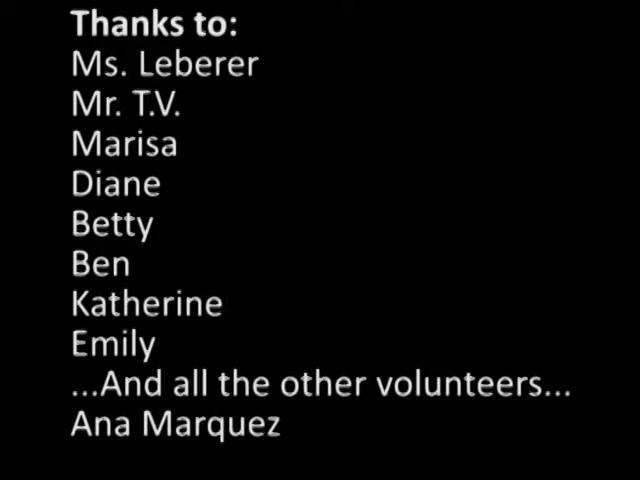 Thanks to:
Ms. Leberer
Mr. T.V.
Marisa
Diane
Betty
Ben
Katherine
Emily
...And all the other volunteers...
Ana Marquez